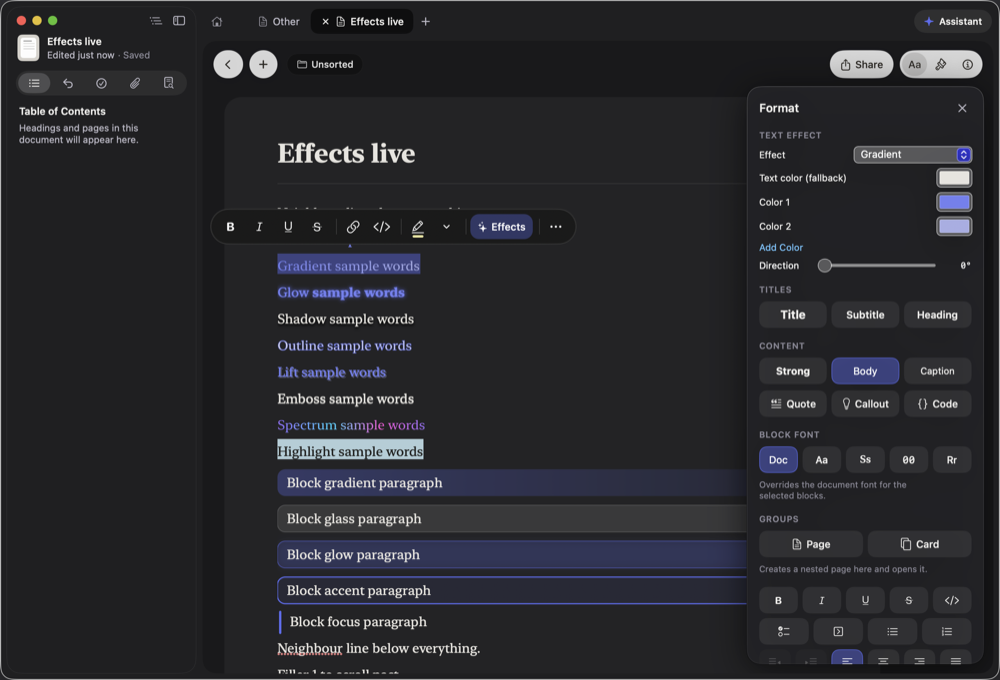 Effects live
Edited just now · Saved
Table of Contents
Headings and pages in this
document will appear here.
Other
Effects live
Assistant
Unsorted
Share
Aa
Effects live
B I U S </> Effects
Gradient sample words
Glow sample words
Shadow sample words
Outline sample words
Lift sample words
Emboss sample words
Spectrum sample words
Highlight sample words
Block gradient paragraph
Block glass paragraph
Block glow paragraph
Block accent paragraph
Block focus paragraph
Neighbour line below everything.
Format
TEXT EFFECT
Effect Gradient
Text color (fallback)
Color 1
Color 2
Add Color
Direction 0°
TITLES
Title Subtitle Heading
CONTENT
Strong Body Caption
Quote Callout {} Code
BLOCK FONT
Doc Aa Ss 00 Rr
Overrides the document font for the
selected blocks.
GROUPS
Page Card
Creates a nested page here and opens it.
B I U S </>